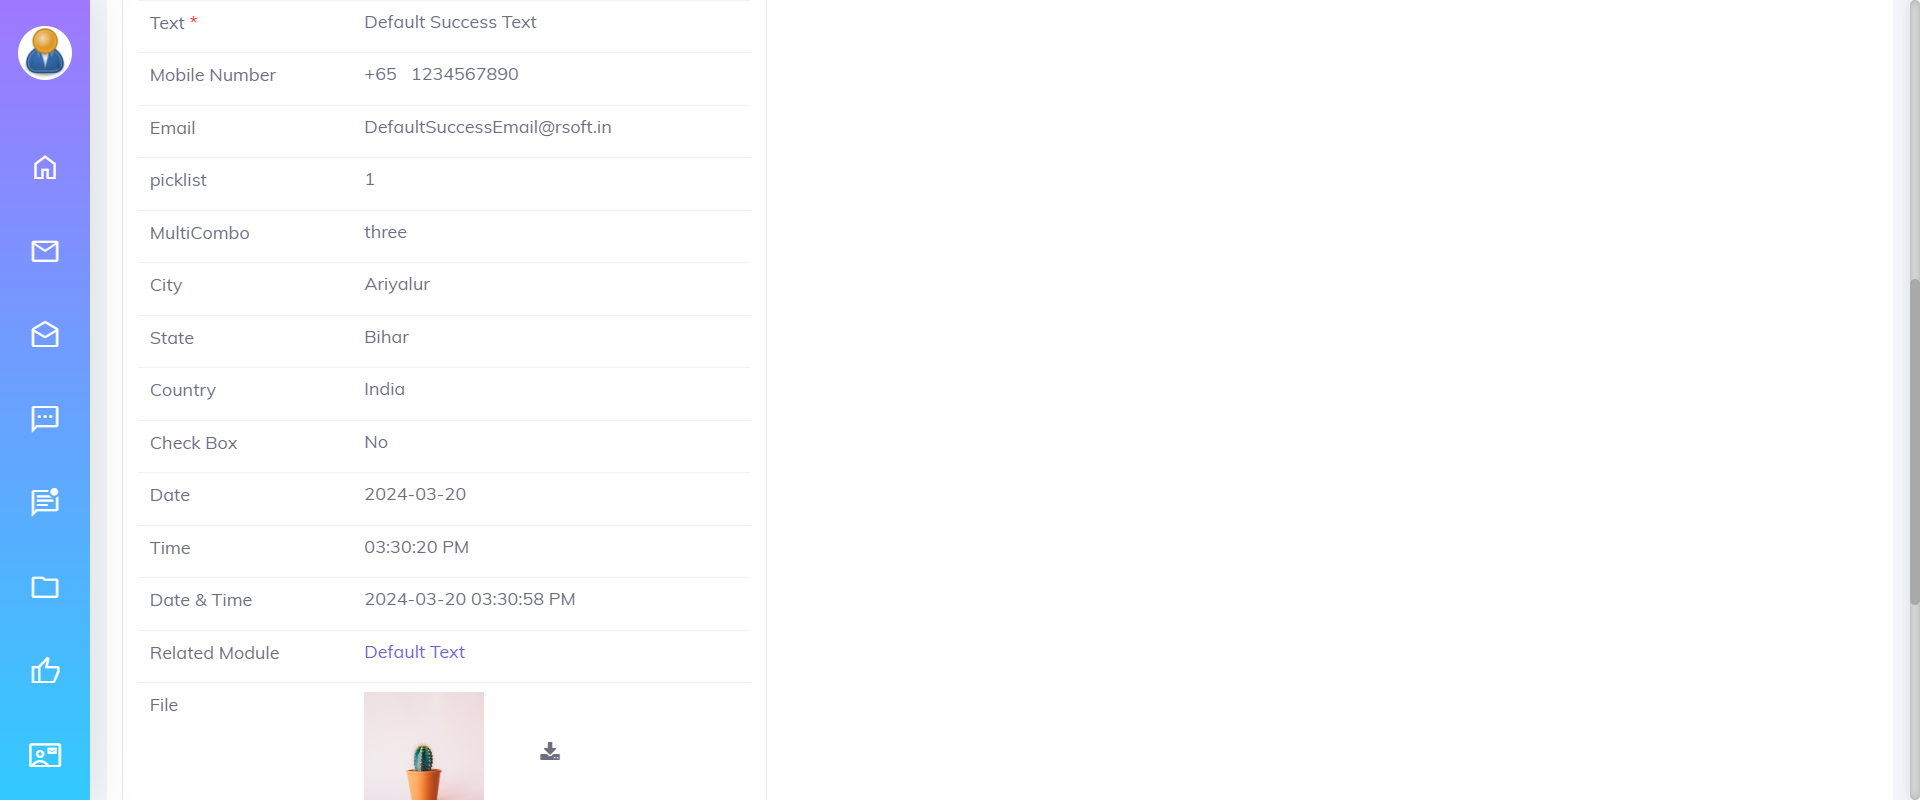 Text * Default Success Text
Mobile Number +65 1234567890
Email DefaultSuccessEmail@rsoft.in
picklist 1
MultiCombo three
City Ariyalur
State Bihar
Country India
Check Box No
Date 2024-03-20
Time 03:30:20 PM
Date & Time 2024-03-20 03:30:58 PM
Related Module Default Text
File